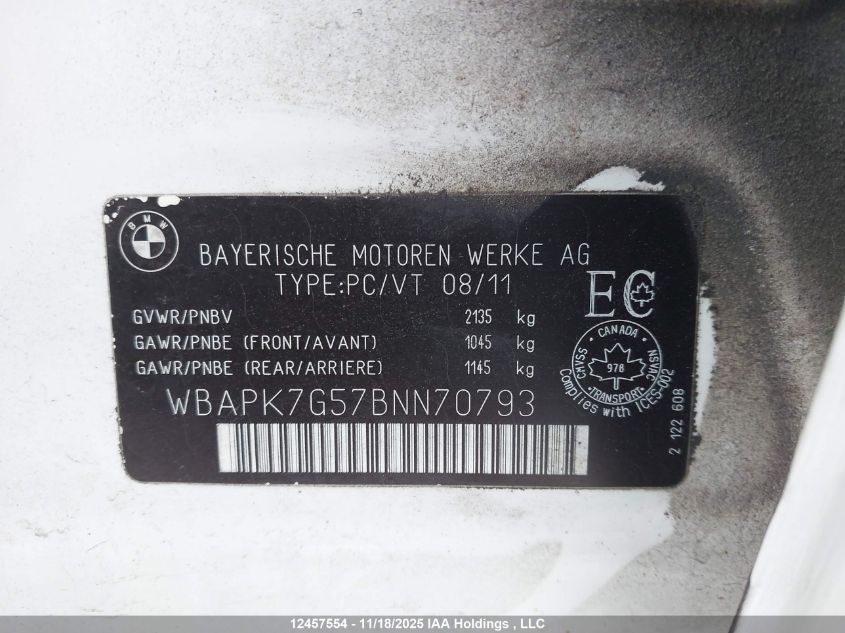 BMW
BAYERISCHE MOTOREN WERKE AG
TYPE:PC/VT 08/11
EC
GVWR/PNBV 2135 kg
GAWR/PNBE (FRONT/AVANT) 1045 kg
GAWR/PNBE (REAR/ARRIERE) 1145 kg
WBAPK7G57BNN70793
CANADA
CMVSS
978
NSVAC
TRANSPORT
Complies with ICES-002
2 122 608
12457554 - 11/18/2025 IAA Holdings , LLC